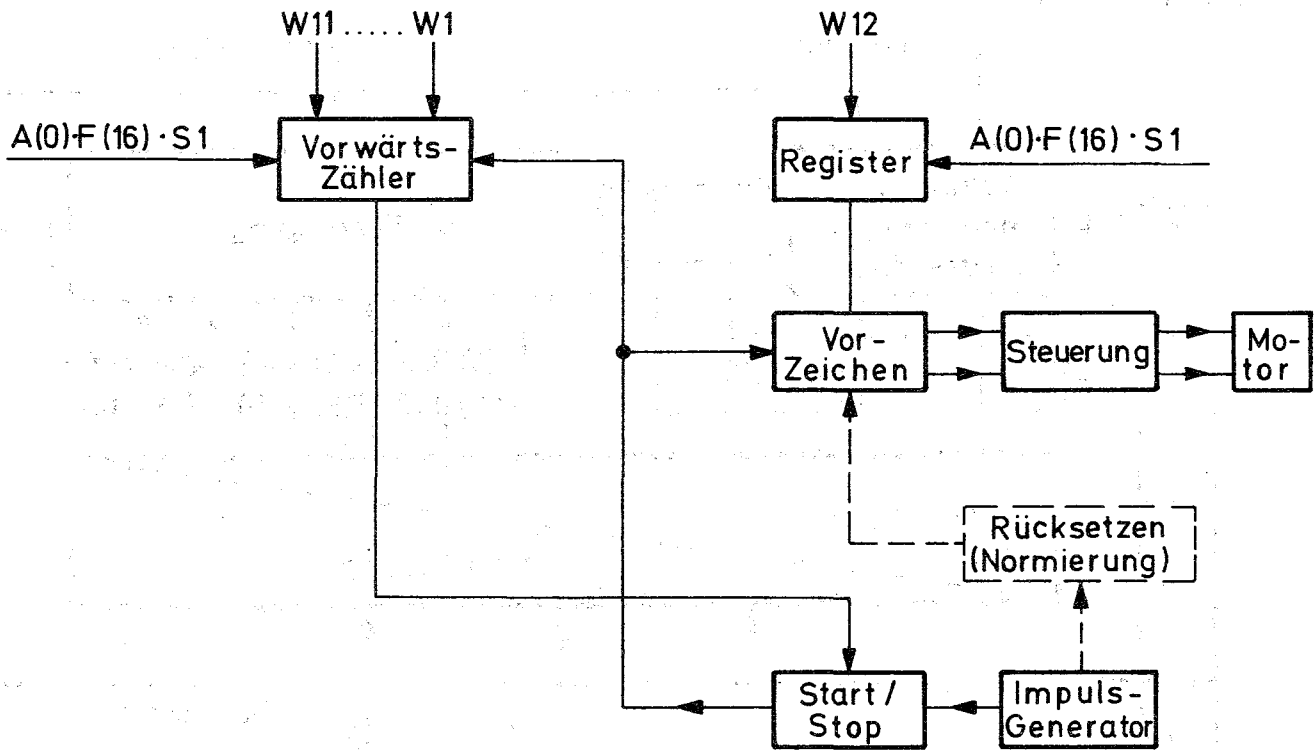 W11 ..... W1
W12
A(0)·F(16)·S1
Vorwärts-
Zähler
Register
A(0)·F(16)·S1
Vor-
Zeichen
Steuerung
Mo-
tor
Rücksetzen
(Normierung)
Start/
Stop
Impuls-
Generator